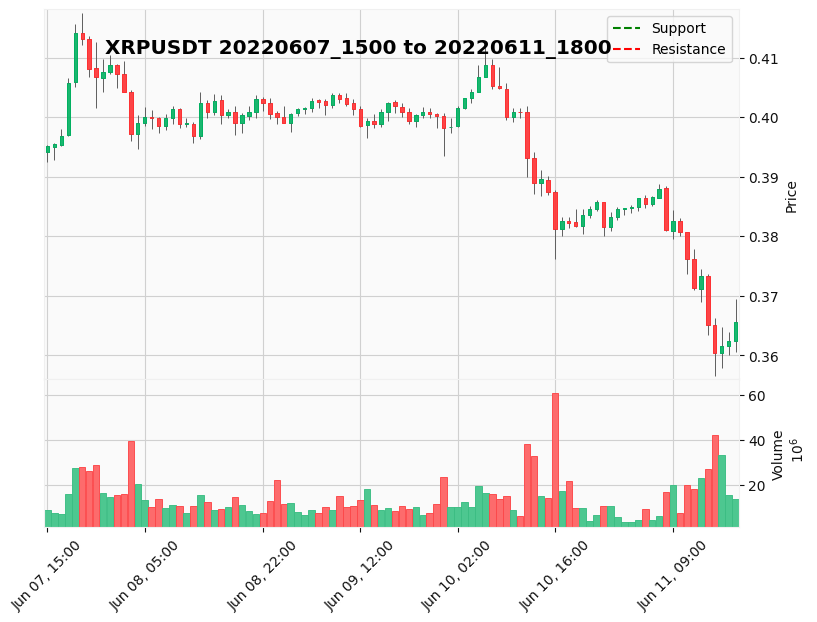 XRPUSDT 20220607_1500 to 20220611_1800
Support
Resistance
0.41
0.40
0.39
0.38
0.37
0.36
Price
60
40
20
Volume
10^6
Jun 07, 15:00
Jun 08, 05:00
Jun 08, 22:00
Jun 09, 12:00
Jun 10, 02:00
Jun 10, 16:00
Jun 11, 09:00